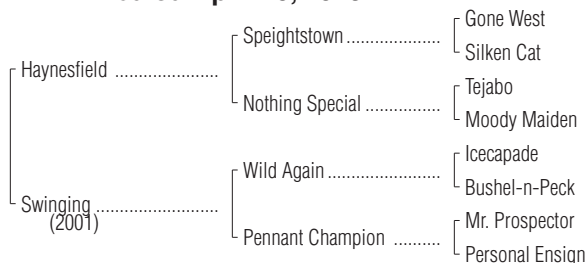 Speightstown ....................
Gone West
Silken Cat
Haynesfield ......................
Nothing Special ................
Tejabo
Moody Maiden
Wild Again ........................
Icecapade
Bushel-n-Peck
Swinging ..........................
(2001)
Pennant Champion ..........
Mr. Prospector
Personal Ensign